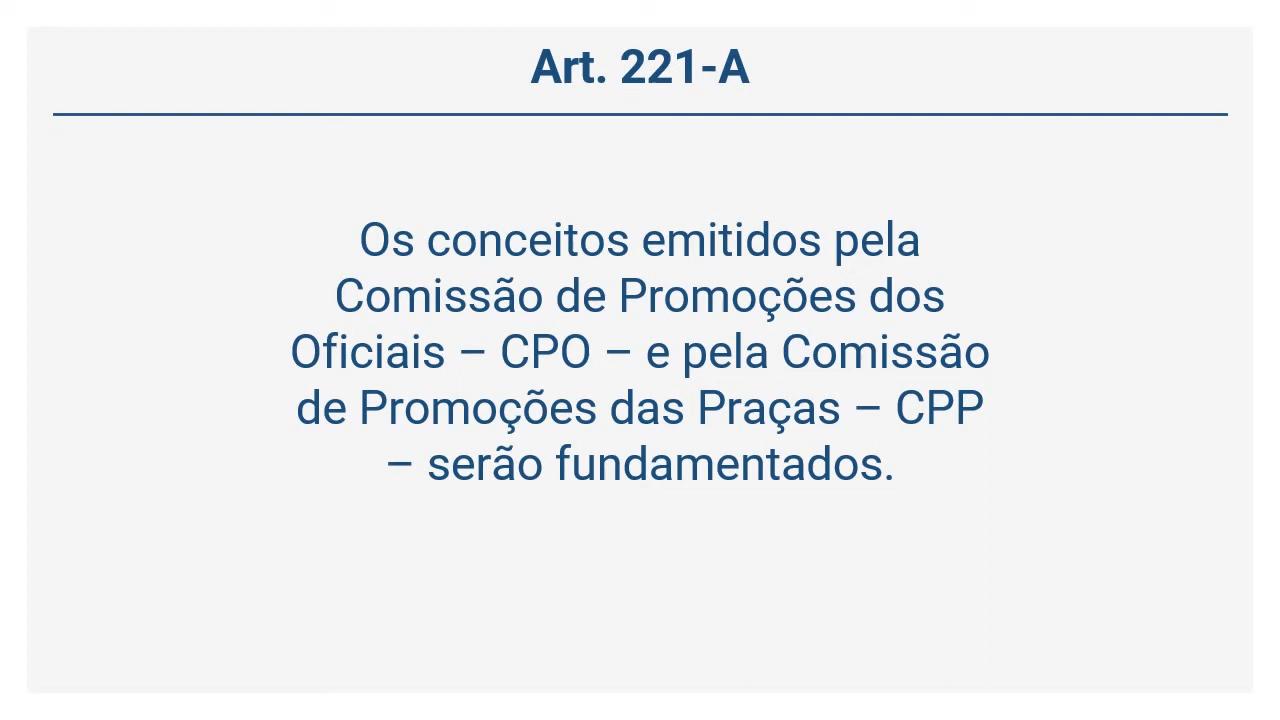 Art. 221-A
Os conceitos emitidos pela
Comissão de Promoções dos
Oficiais – CPO – e pela Comissão
de Promoções das Praças – CPP
– serão fundamentados.